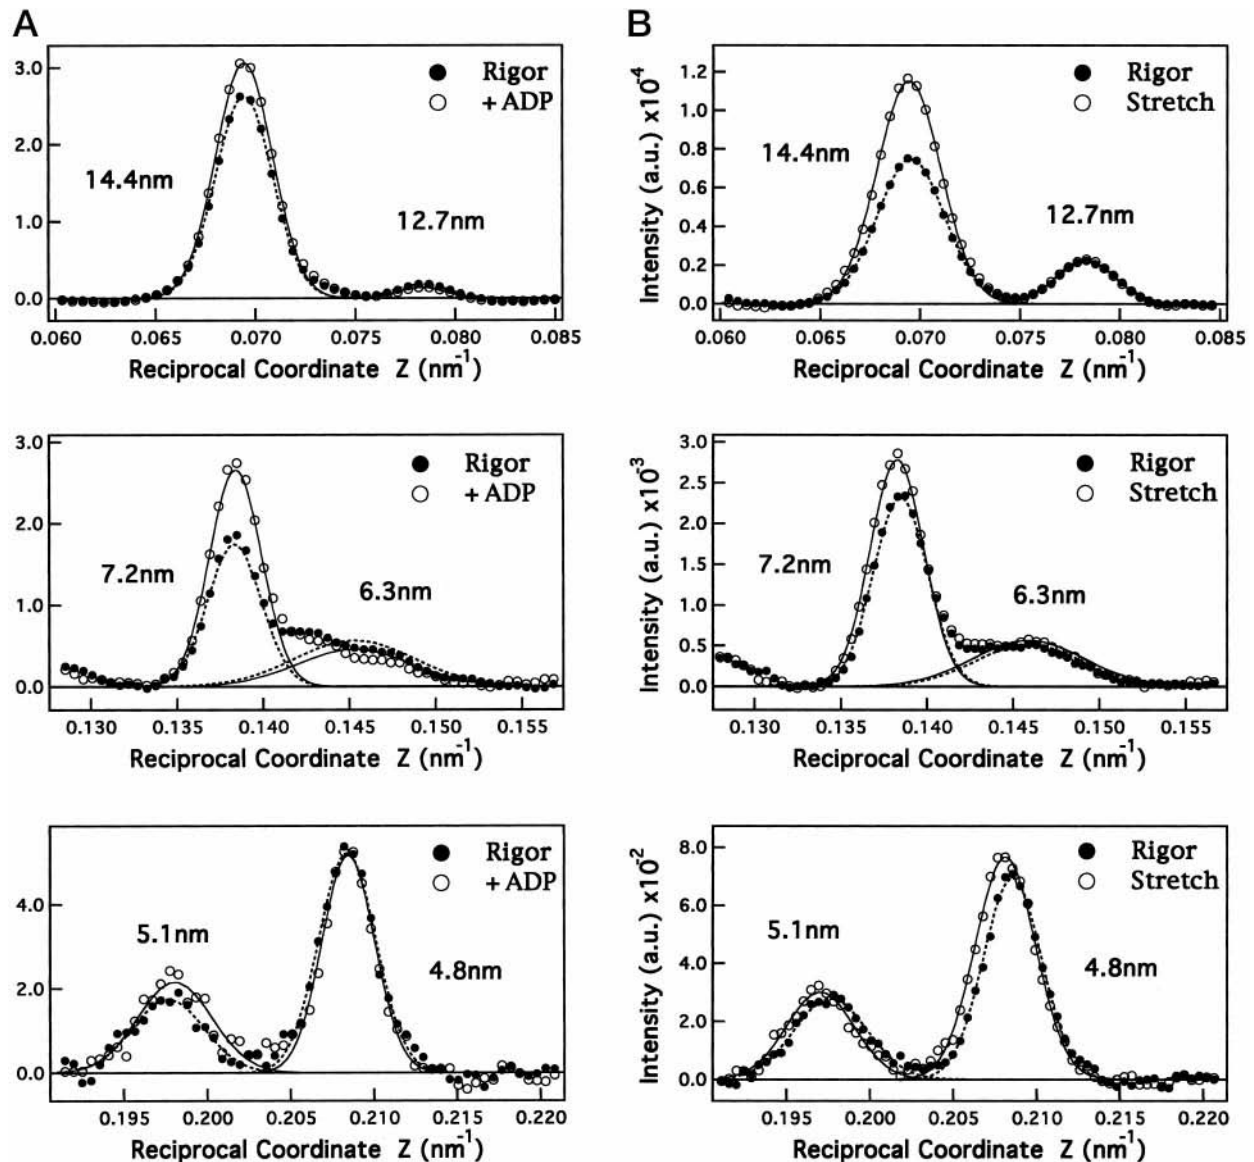 A
3.0
2.0
1.0
0.0
Rigor
+ ADP
14.4nm
12.7nm
0.060 0.065 0.070 0.075 0.080 0.085
Reciprocal Coordinate Z (nm-1)
B
Intensity (a.u.) x10-4
1.2
1.0
0.8
0.6
0.4
0.2
0.0
Rigor
Stretch
14.4nm
12.7nm
0.060 0.065 0.070 0.075 0.080 0.085
Reciprocal Coordinate Z (nm-1)
3.0
2.0
1.0
0.0
Rigor
+ ADP
7.2nm
6.3nm
0.130 0.135 0.140 0.145 0.150 0.155
Reciprocal Coordinate Z (nm-1)
Intensity (a.u.) x10-3
3.0
2.5
2.0
1.5
1.0
0.5
0.0
Rigor
Stretch
7.2nm
6.3nm
0.130 0.135 0.140 0.145 0.150 0.155
Reciprocal Coordinate Z (nm-1)
4.0
2.0
0.0
Rigor
+ ADP
5.1nm
4.8nm
0.195 0.200 0.205 0.210 0.215 0.220
Reciprocal Coordinate Z (nm-1)
Intensity (a.u.) x10-2
8.0
6.0
4.0
2.0
0.0
Rigor
Stretch
5.1nm
4.8nm
0.195 0.200 0.205 0.210 0.215 0.220
Reciprocal Coordinate Z (nm-1)